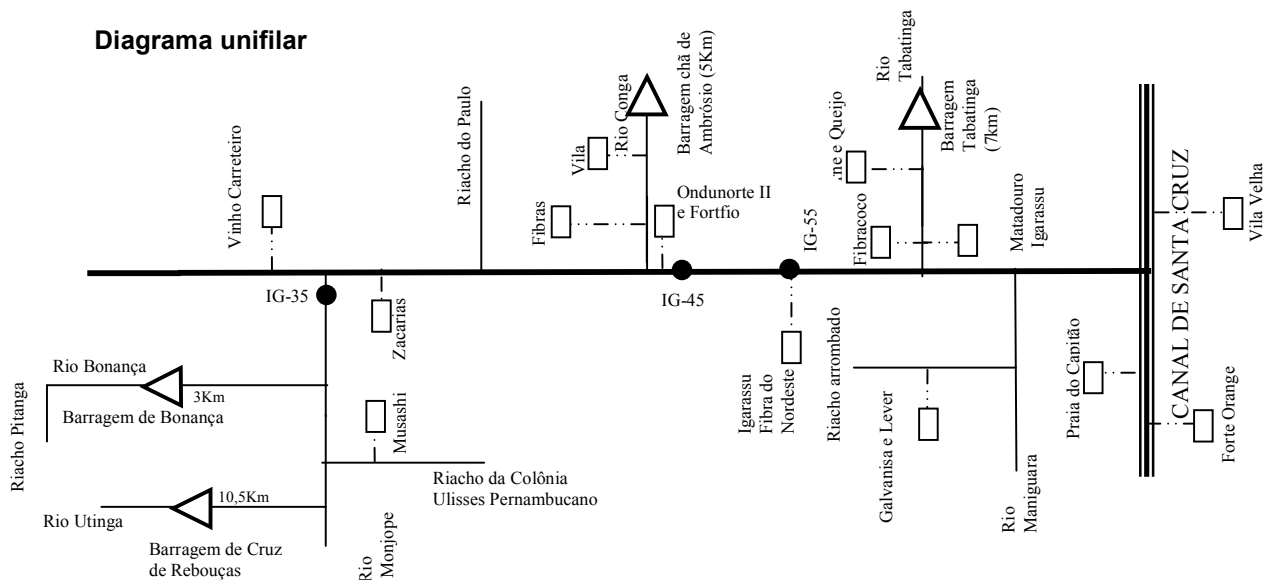 Diagrama unifilar
Vinho Carreteiro
Riacho do Paulo
Fibras
Vila
Rio Conga
Barragem chã de
Ambrósio (5Km)
Ondunorte II
e Fortfio
IG-55
ne e Queijo
Fibracoco
Rio
Tabatinga
Barragem
Tabatinga
(7km)
Matadouro
Igarassu
CANAL DE SANTA CRUZ
Vila Velha
IG-35
Zacarias
IG-45
Rio Bonança
3Km
Barragem de Bonança
Riacho Pitanga
Musashi
Igarassu
Fibra do
Nordeste
Riacho arrombado
Galvanisa e Lever
Praia do Capitão
Forte Orange
Riacho da Colônia
Ulisses Pernambucano
10,5Km
Rio Utinga
Barragem de Cruz
de Rebouças
Rio
Monjope
Rio
Maniguara